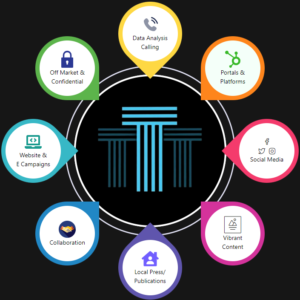 Data Analysis
Calling
Off Market &
Confidential
Portals &
Platforms
Website &
E Campaigns
Social Media
Collaboration
Vibrant
Content
Local Press/
Publications